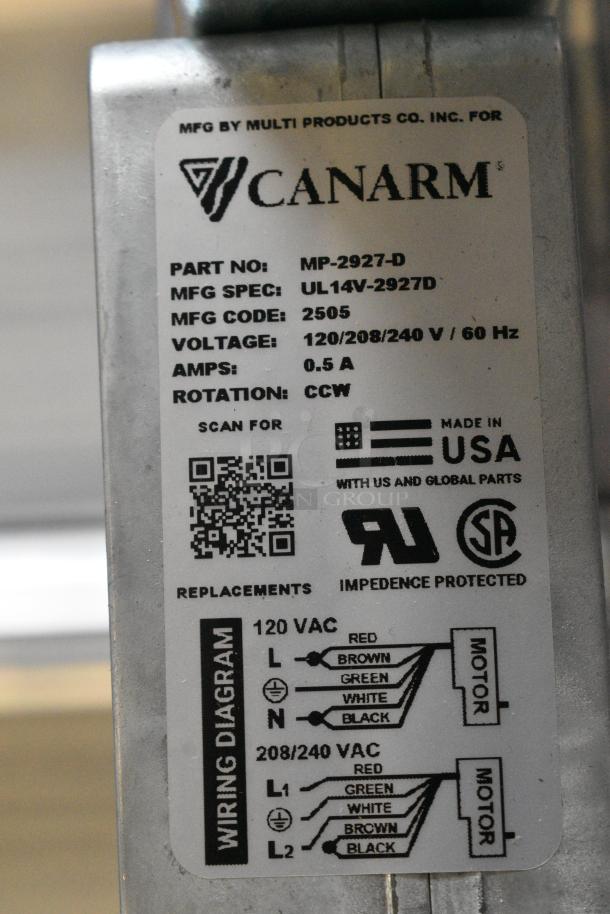 MFG BY MULTI PRODUCTS CO. INC. FOR
CANARM
PART NO: MP-2927-D
MFG SPEC: UL14V-2927D
MFG CODE: 2505
VOLTAGE: 120/208/240 V / 60 Hz
AMPS: 0.5 A
ROTATION: CCW
SCAN FOR
REPLACEMENTS
MADE IN
USA
WITH US AND GLOBAL PARTS
IMPEDENCE PROTECTED
WIRING DIAGRAM
120 VAC
RED
L BROWN
GREEN
WHITE
N BLACK
MOTOR
208/240 VAC
RED
L1 GREEN
WHITE
BROWN
L2 BLACK
MOTOR
GROUP